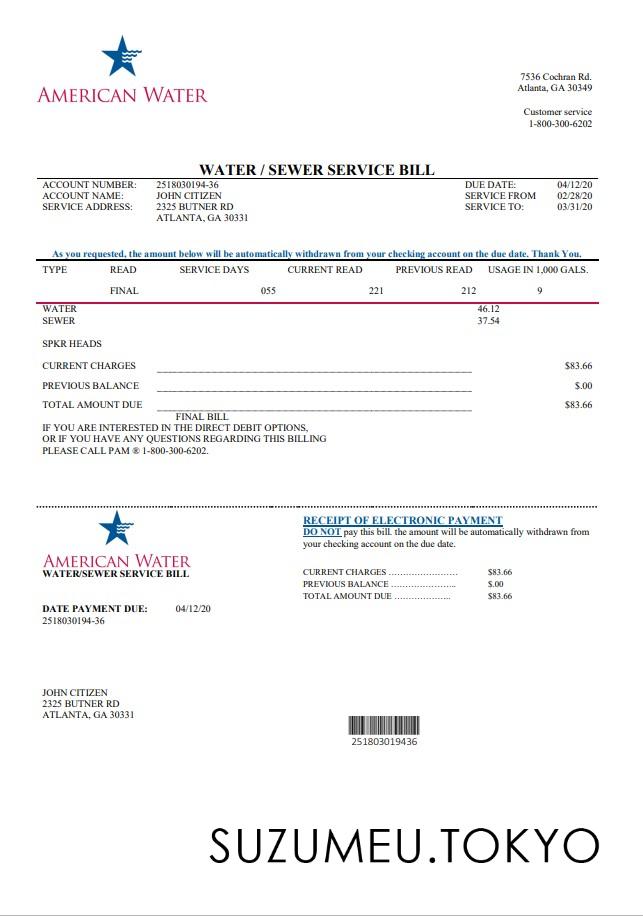 AMERICAN WATER
7536 Cochran Rd.
Atlanta, GA 30349
Customer service
1-800-300-6202
WATER / SEWER SERVICE BILL
ACCOUNT NUMBER: 2518030194-36 DUE DATE: 04/12/20
ACCOUNT NAME: JOHN CITIZEN SERVICE FROM 02/28/20
SERVICE ADDRESS: 2325 BUTNER RD SERVICE TO: 03/31/20
ATLANTA, GA 30331
As you requested, the amount below will be automatically withdrawn from your checking account on the due date. Thank You.
TYPE READ SERVICE DAYS CURRENT READ PREVIOUS READ USAGE IN 1,000 GALS.
FINAL 055 221 212 9
WATER 46.12
SEWER 37.54
SPKR HEADS
CURRENT CHARGES $83.66
PREVIOUS BALANCE $.00
TOTAL AMOUNT DUE $83.66
FINAL BILL
IF YOU ARE INTERESTED IN THE DIRECT DEBIT OPTIONS,
OR IF YOU HAVE ANY QUESTIONS REGARDING THIS BILLING
PLEASE CALL PAM ® 1-800-300-6202.
AMERICAN WATER
WATER/SEWER SERVICE BILL
DATE PAYMENT DUE: 04/12/20
2518030194-36
RECEIPT OF ELECTRONIC PAYMENT
DO NOT pay this bill. the amount will be automatically withdrawn from
your checking account on the due date.
CURRENT CHARGES ........................ $83.66
PREVIOUS BALANCE ...................... $.00
TOTAL AMOUNT DUE ................... $83.66
JOHN CITIZEN
2325 BUTNER RD
ATLANTA, GA 30331
251803019436
SUZUMEU.TOKYO